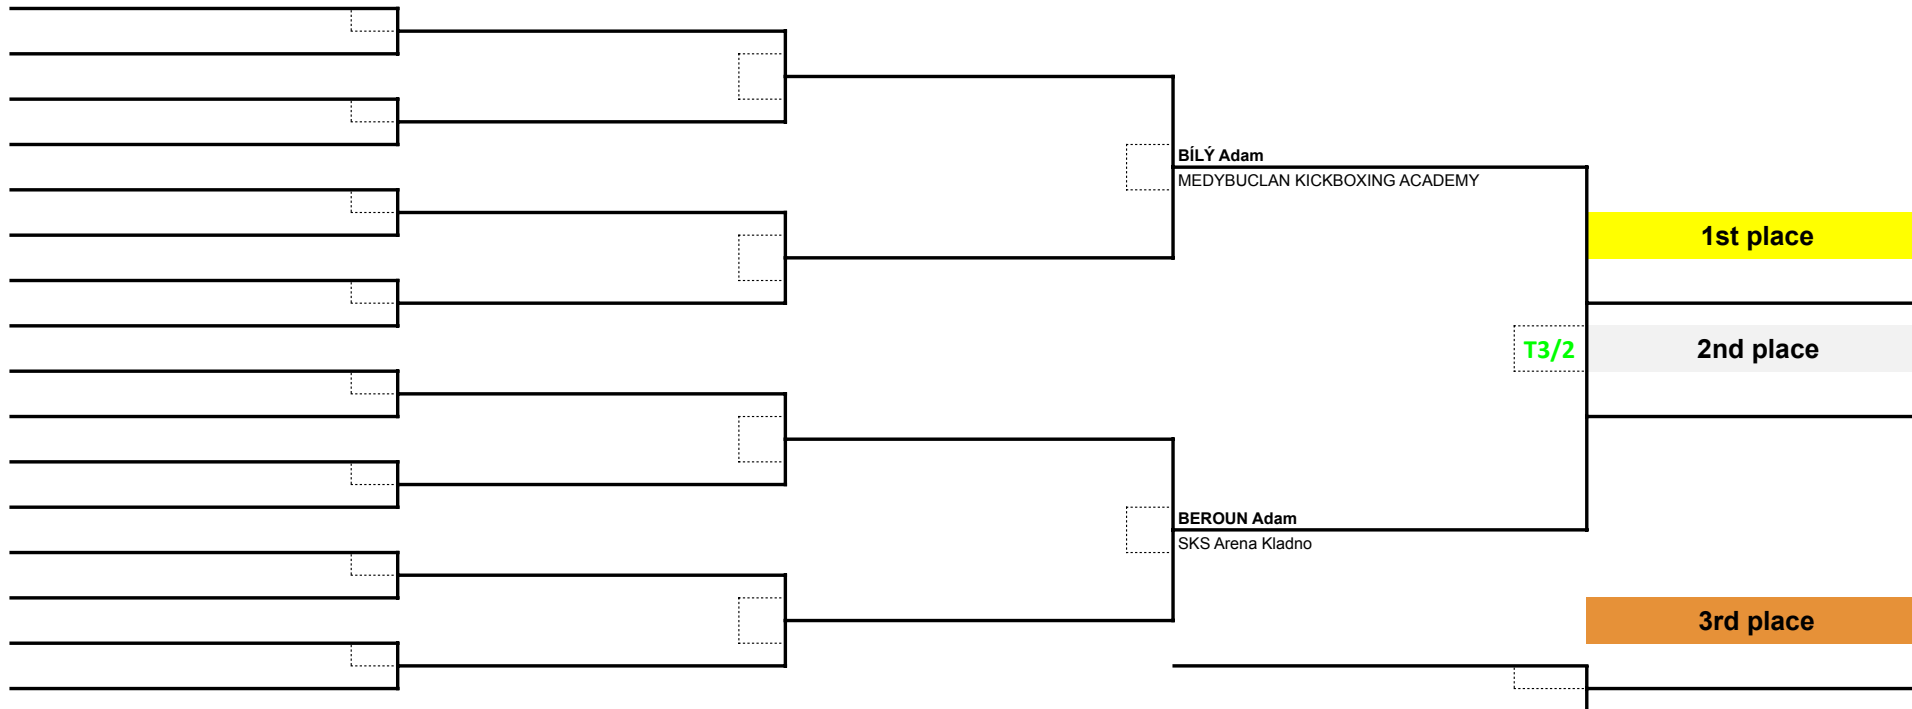 BÍLÝ Adam
MEDYBUCLAN KICKBOXING ACADEMY
1st place
T3/2
2nd place
BEROUN Adam
SKS Arena Kladno
3rd place